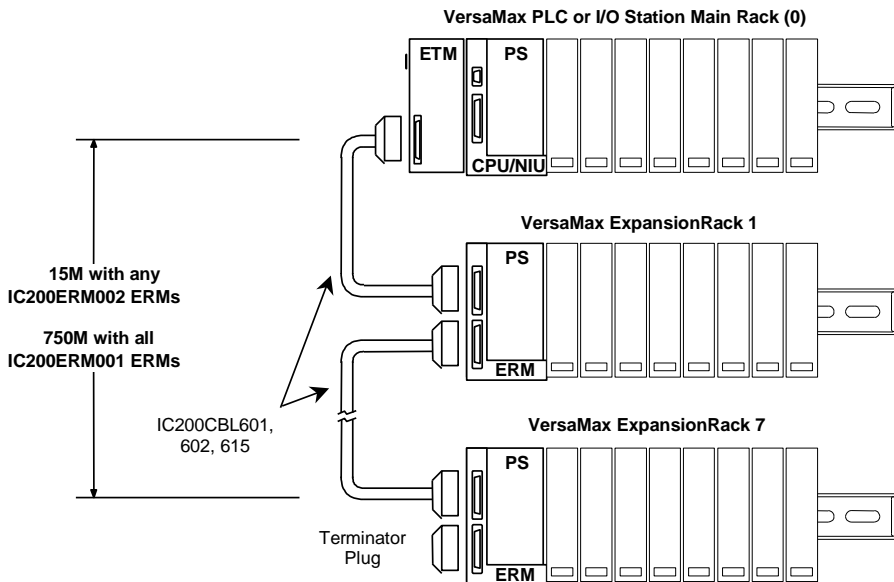 VersaMax PLC or I/O Station Main Rack (0)
ETM
PS
CPU/NIU
VersaMax ExpansionRack 1
PS
ERM
15M with any
IC200ERM002 ERMs
750M with all
IC200ERM001 ERMs
IC200CBL601,
602, 615
VersaMax ExpansionRack 7
PS
ERM
Terminator
Plug